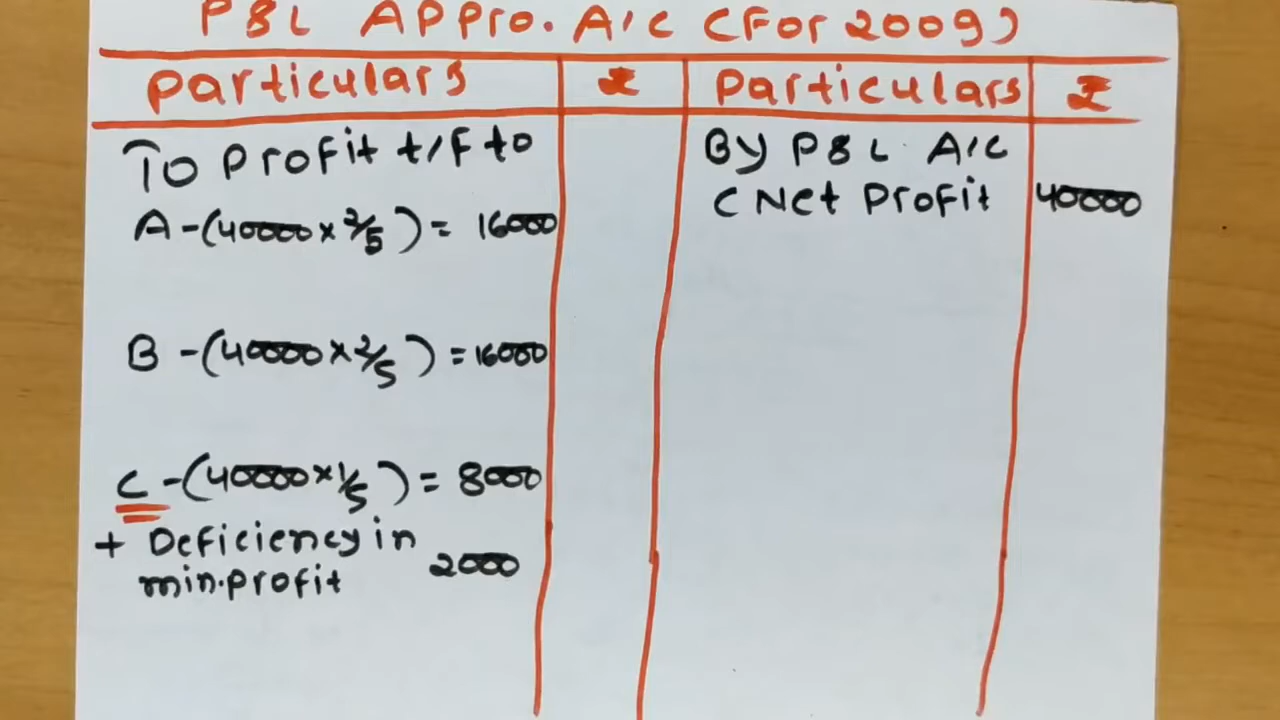 P&L Appro. A/C (For 2009)
Particulars ₹ Particulars ₹
To Profit t/f to
A-(40000×2/5) = 16000
B-(40000×2/5) = 16000
C-(40000×1/5) = 8000
+ Deficiency in
min.profit 2000
By P&L A/C
(Net Profit 40000